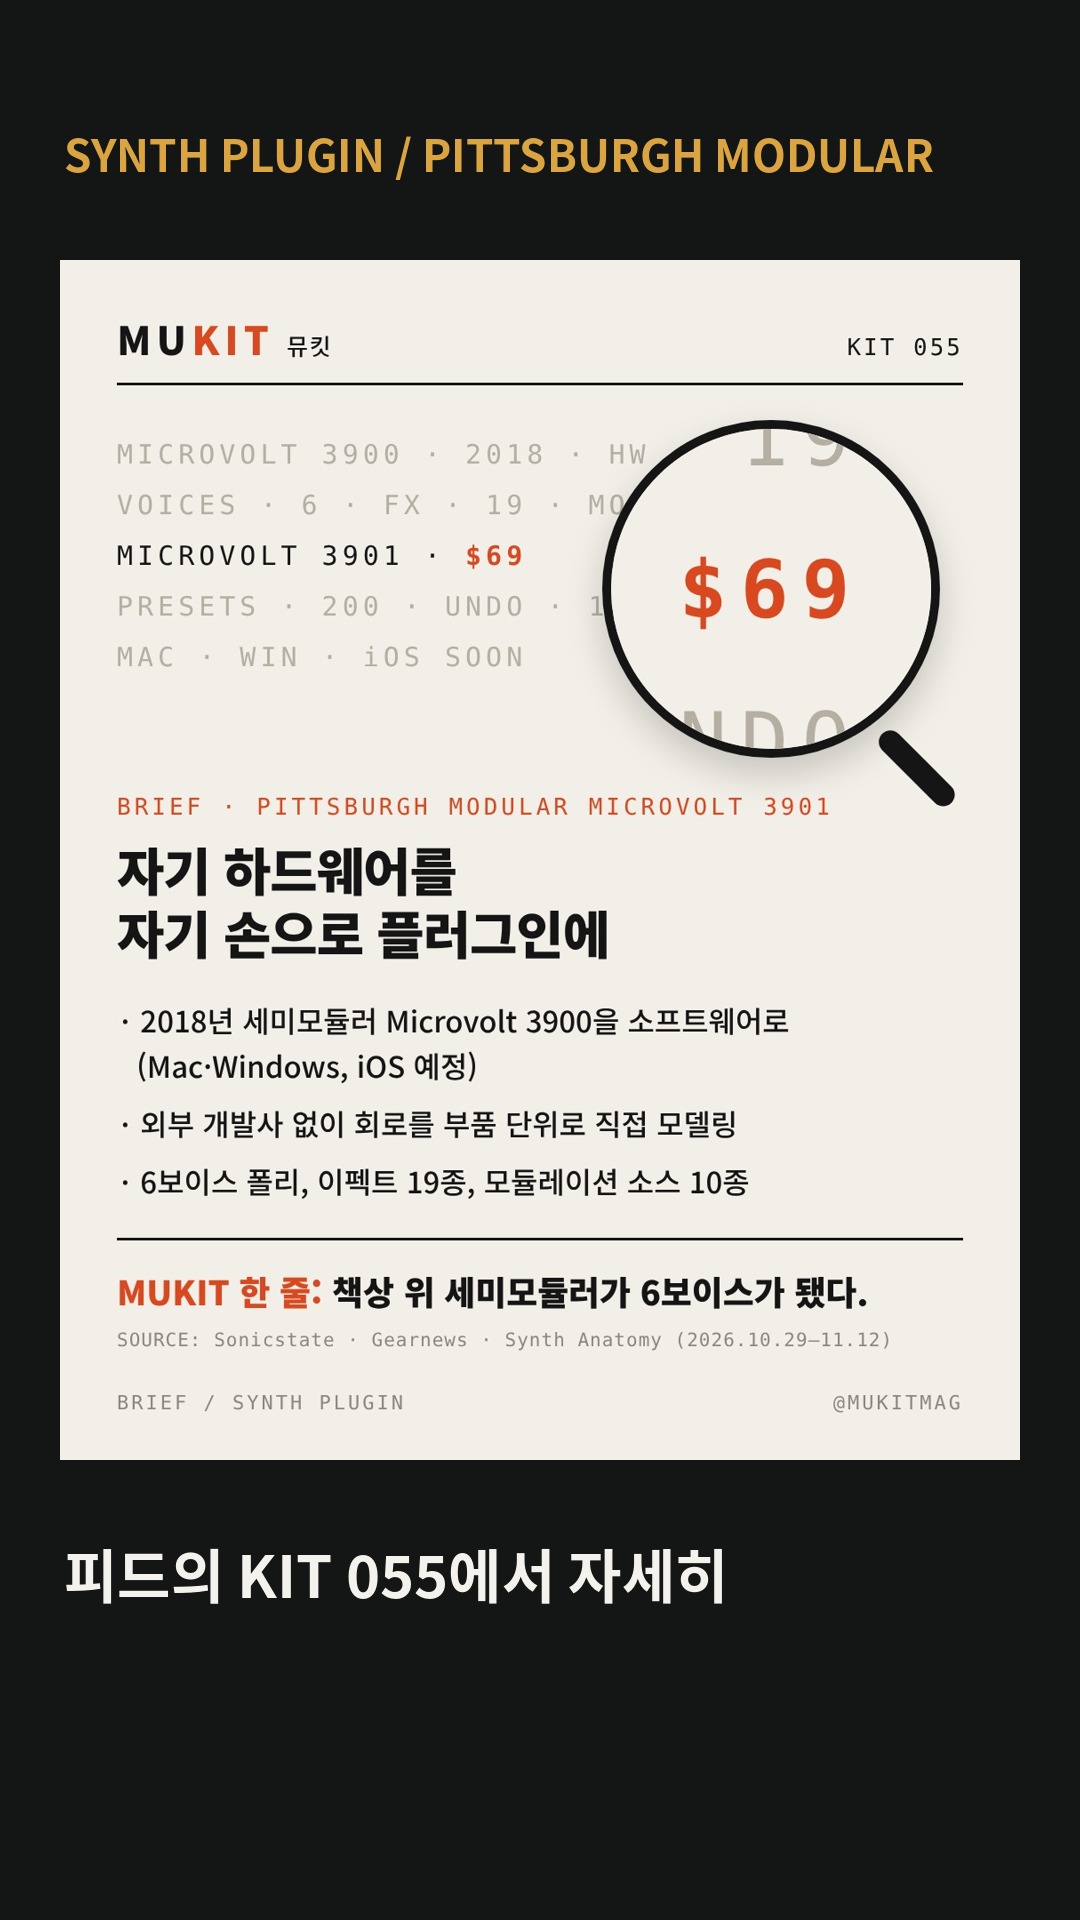 SYNTH PLUGIN / PITTSBURGH MODULAR
MUKIT 뮤킷
KIT 055
MICROVOLT 3900 · 2018 · HW
VOICES · 6 · FX · 19 ·
MICROVOLT 3901 · $69
PRESETS · 200 · UNDO ·
MAC · WIN · iOS SOON
19
$69
NDO
BRIEF · PITTSBURGH MODULAR MICROVOLT 3901
자기 하드웨어를
자기 손으로 플러그인에
· 2018년 세미모듈러 Microvolt 3900을 소프트웨어로
(Mac·Windows, iOS 예정)
· 외부 개발사 없이 회로를 부품 단위로 직접 모델링
· 6보이스 폴리, 이펙트 19종, 모듈레이션 소스 10종
MUKIT 한 줄: 책상 위 세미모듈러가 6보이스가 됐다.
SOURCE: Sonicstate · Gearnews · Synth Anatomy (2026.10.29–11.12)
BRIEF / SYNTH PLUGIN
@MUKITMAG
피드의 KIT 055에서 자세히